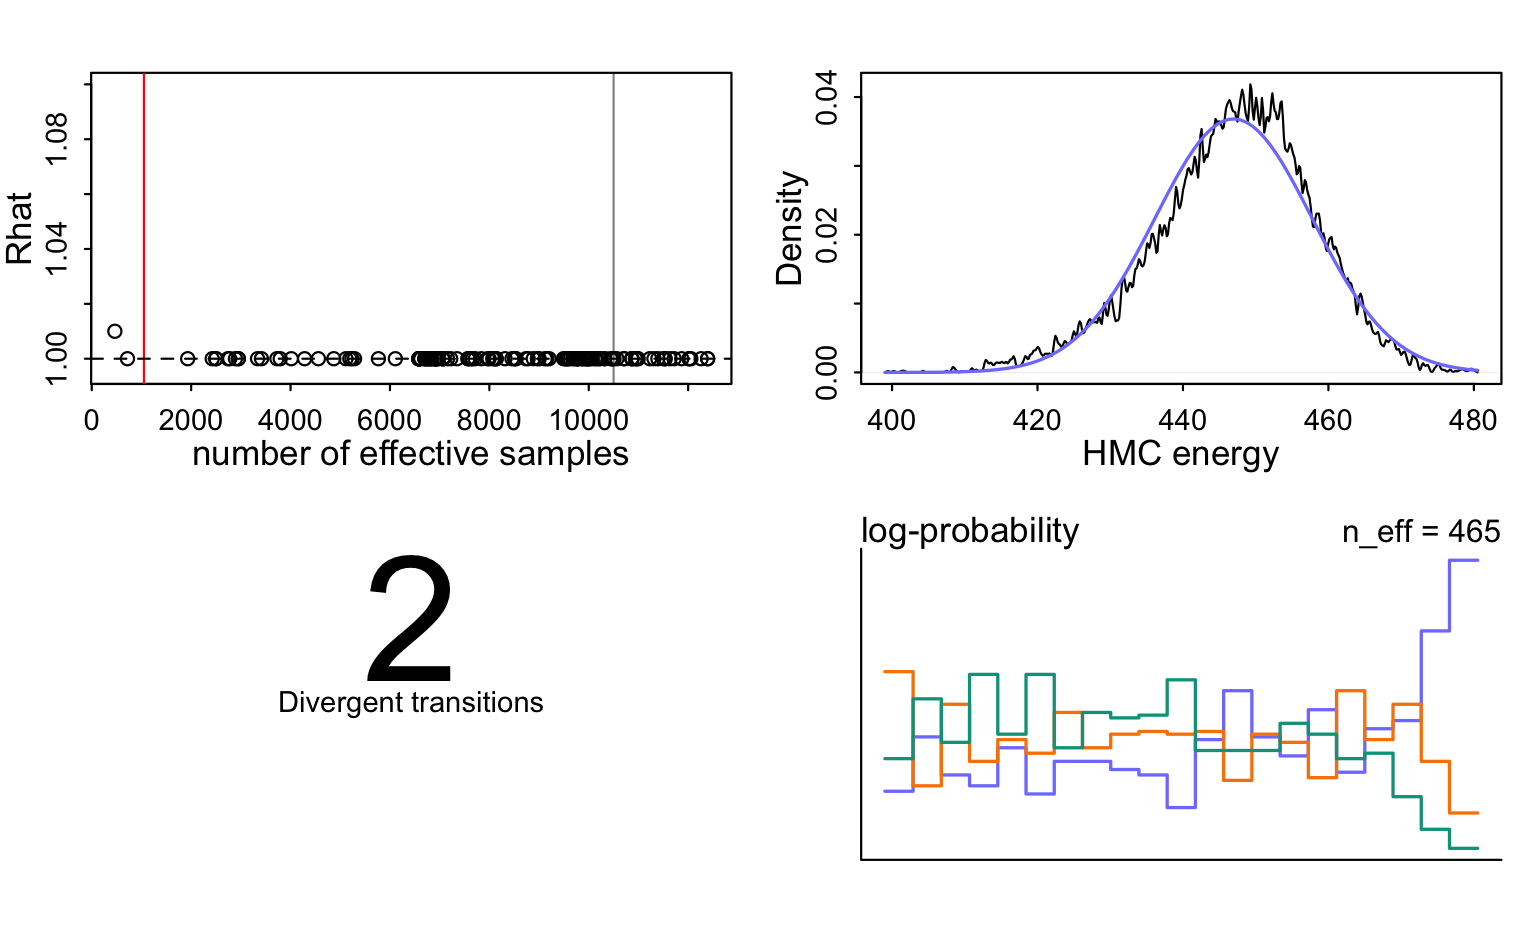 Rhat
1.00
1.04
1.08
0
2000
4000
6000
8000
10000
number of effective samples
Density
0.00
0.02
0.04
400
420
440
460
480
HMC energy
2
Divergent transitions
log-probability
n_eff = 465